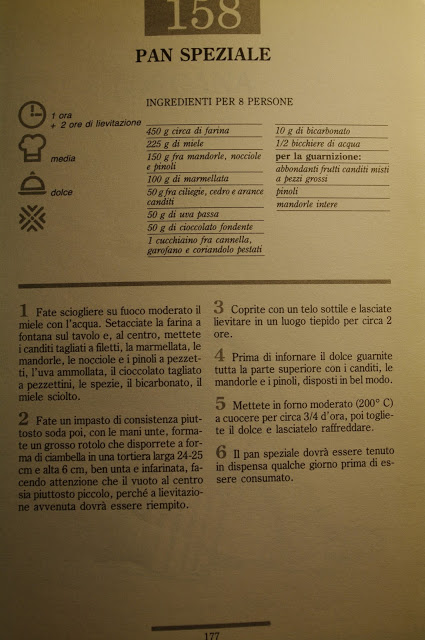 158
PAN SPEZIALE
INGREDIENTI PER 8 PERSONE
1 ora
+ 2 ore di lievitazione
media
dolce
450 g circa di farina
225 g di miele
150 g fra mandorle, nocciole
e pinoli
100 g di marmellata
50 g fra ciliegie, cedro e arance
canditi
50 g di uva passa
50 g di cioccolato fondente
1 cucchiaino fra cannella,
garofano e coriandolo pestati
10 g di bicarbonato
1/2 bicchiere di acqua
per la guarnizione:
abbondanti frutti canditi misti
a pezzi grossi
pinoli
mandorle intere
1 Fate sciogliere su fuoco moderato il
miele con l'acqua. Setacciate la farina a
fontana sul tavolo e, al centro, mettete
i canditi tagliati a filetti, la marmellata, le
mandorle, le nocciole e i pinoli a pezzet-
ti, l'uva ammollata, il cioccolato tagliato
a pezzettini, le spezie, il bicarbonato, il
miele sciolto.
2 Fate un impasto di consistenza piut-
tosto soda poi, con le mani unte, forma-
te un grosso rotolo che disporrete a for-
ma di ciambella in una tortiera larga 24-25
cm e alta 6 cm, ben unta e infarinata, fa-
cendo attenzione che il vuoto al centro
sia piuttosto piccolo, perché a lievitazio-
ne avvenuta dovrà essere riempito.
3 Coprite con un telo sottile e lasciate
lievitare in un luogo tiepido per circa 2
ore.
4 Prima di infornare il dolce guarnite
tutta la parte superiore con i canditi, le
mandorle e i pinoli, disposti in bel modo.
5 Mettete in forno moderato (200° C)
a cuocere per circa 3/4 d'ora, poi toglie-
te il dolce e lasciatelo raffreddare.
6 Il pan speziale dovrà essere tenuto
in dispensa qualche giorno prima di es-
sere consumato.
177